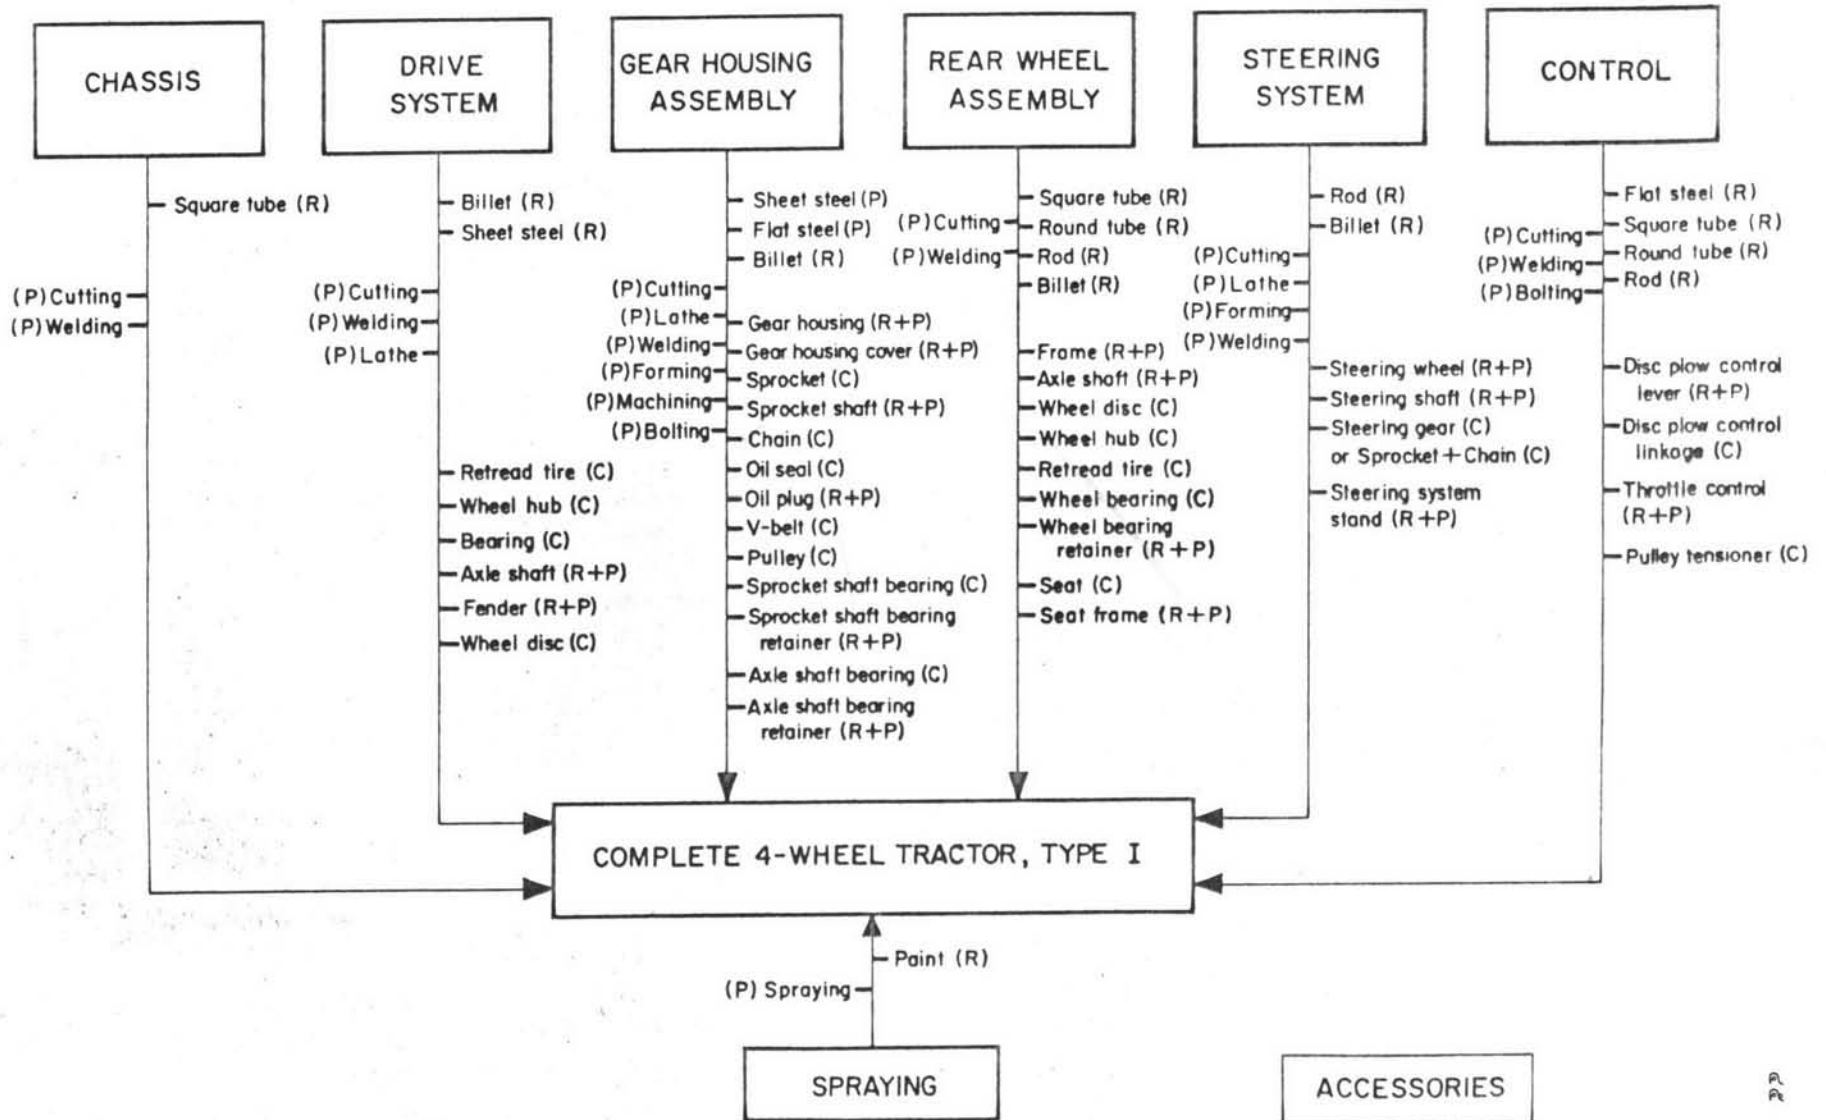 CHASSIS
DRIVE
SYSTEM
GEAR HOUSING
ASSEMBLY
REAR WHEEL
ASSEMBLY
STEERING
SYSTEM
CONTROL
Square tube (R)
(P)Cutting
(P)Welding
Billet (R)
Sheet steel (R)
(P)Cutting
(P)Welding
(P)Lathe
Retread tire (C)
Wheel hub (C)
Bearing (C)
Axle shaft (R+P)
Fender (R+P)
Wheel disc (C)
Sheet steel (P)
Flat steel (P)
Billet (R)
(P)Cutting
(P)Lathe
(P)Welding
(P)Forming
(P)Machining
(P)Bolting
Gear housing (R+P)
Gear housing cover (R+P)
Sprocket (C)
Sprocket shaft (R+P)
Chain (C)
Oil seal (C)
Oil plug (R+P)
V-belt (C)
Pulley (C)
Sprocket shaft bearing (C)
Sprocket shaft bearing
retainer (R+P)
Axle shaft bearing (C)
Axle shaft bearing
retainer (R+P)
Square tube (R)
(P)Cutting
Round tube (R)
(P)Welding
Rod (R)
Billet (R)
Frame (R+P)
Axle shaft (R+P)
Wheel disc (C)
Wheel hub (C)
Retread tire (C)
Wheel bearing (C)
Wheel bearing
retainer (R+P)
Seat (C)
Seat frame (R+P)
Rod (R)
Billet (R)
(P)Cutting
(P)Lathe
(P)Forming
(P)Welding
Steering wheel (R+P)
Steering shaft (R+P)
Steering gear (C)
or Sprocket+Chain (C)
Steering system
stand (R+P)
Flat steel (R)
Square tube (R)
(P)Cutting
Round tube (R)
(P)Welding
Rod (R)
(P)Bolting
Disc plow control
lever (R+P)
Disc plow control
linkage (C)
Throttle control
(R+P)
Pulley tensioner (C)
COMPLETE 4-WHEEL TRACTOR, TYPE I
Paint (R)
(P) Spraying
SPRAYING
ACCESSORIES